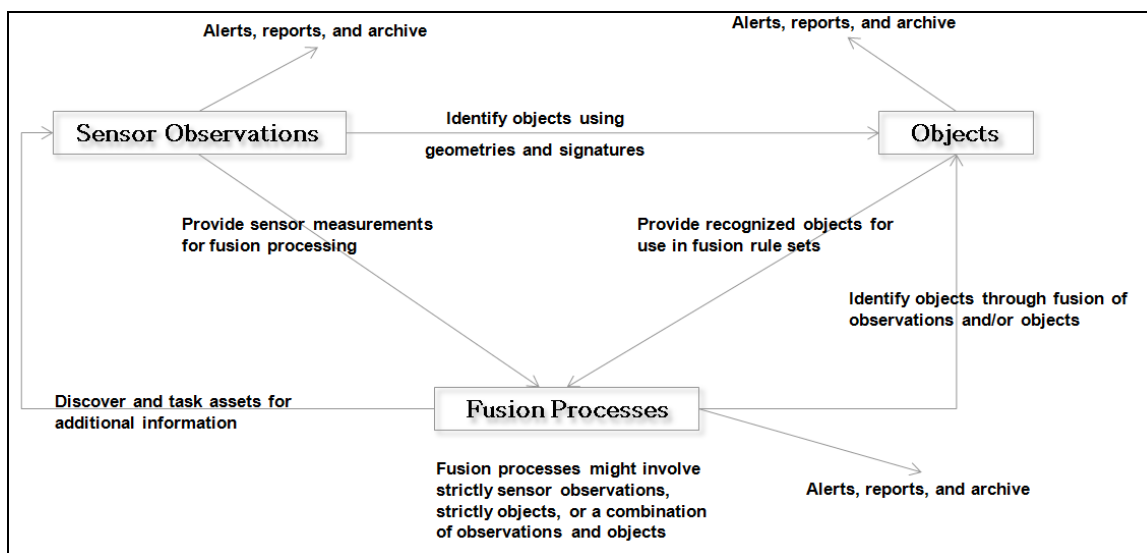 Alerts, reports, and archive
Alerts, reports, and archive
Sensor Observations
Identify objects using
geometries and signatures
Objects
Provide sensor measurements
for fusion processing
Provide recognized objects for
use in fusion rule sets
Identify objects through fusion of
observations and/or objects
Discover and task assets for
additional information
Fusion Processes
Fusion processes might involve
strictly sensor observations,
strictly objects, or a combination
of observations and objects
Alerts, reports, and archive